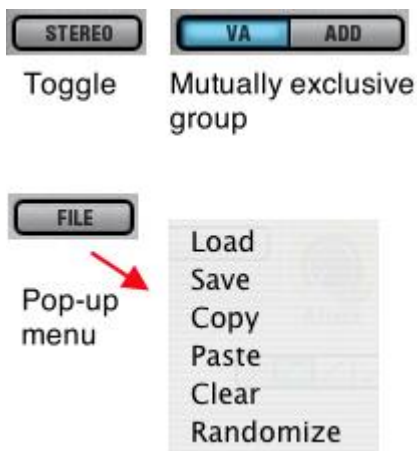 STEREO
VA ADD
Toggle
Mutually exclusive
group
FILE
Pop-up
menu
Load
Save
Copy
Paste
Clear
Randomize